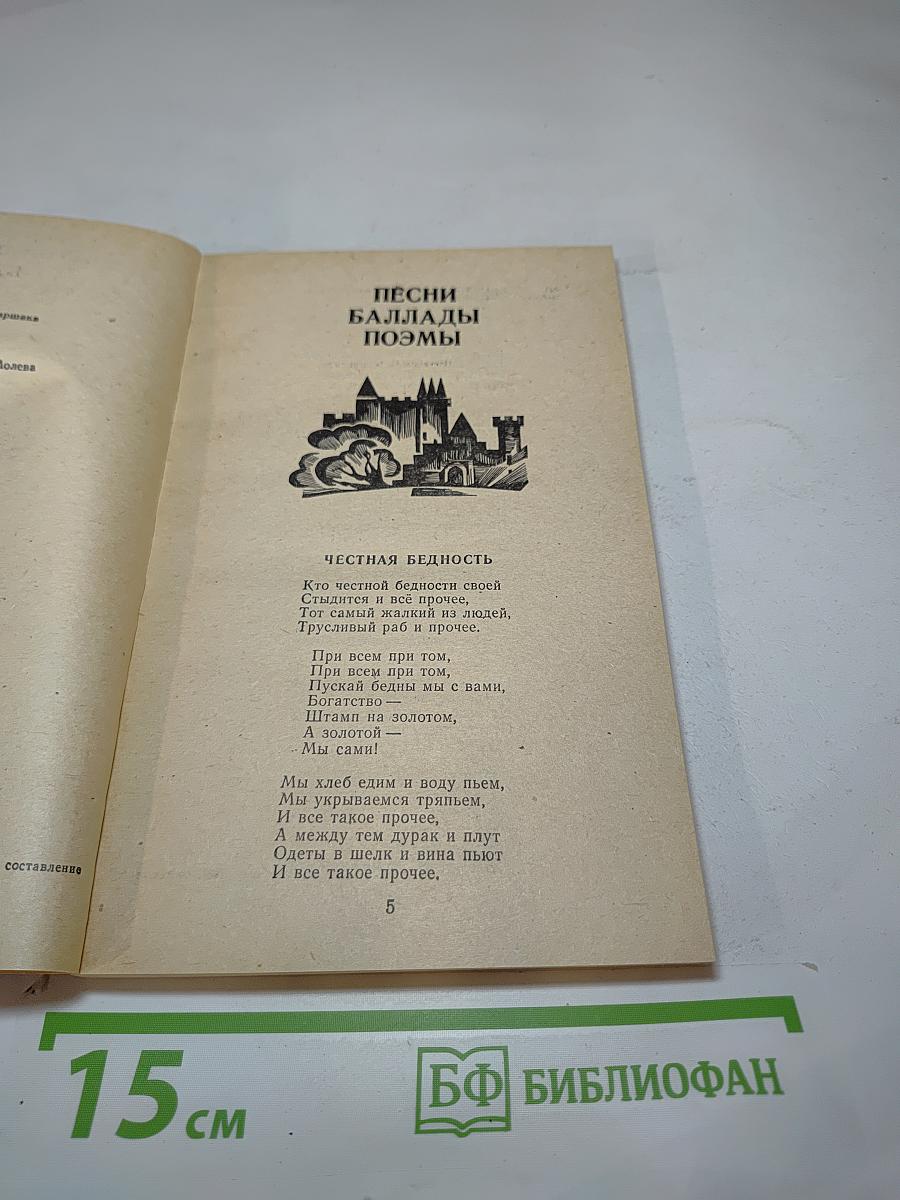 Полева
составление
ПЕСНИ
БАЛЛАДЫ
ПОЭМЫ
ЧЕСТНАЯ БЕДНОСТЬ
Кто честной бедности своей
Стыдится и всё прочее,
Тот самый жалкий из людей,
Трусливый раб и прочее.
При всем при том,
При всем при том,
Пускай бедны мы с вами,
Богатство —
Штамп на золотом,
А золотой —
Мы сами!
Мы хлеб едим и воду пьем,
Мы укрываемся тряпьем,
И все такое прочее,
А между тем дурак и плут
Одеты в шелк и вина пьют
И все такое прочее.
5
15 см
БФ БИБЛИОФАН